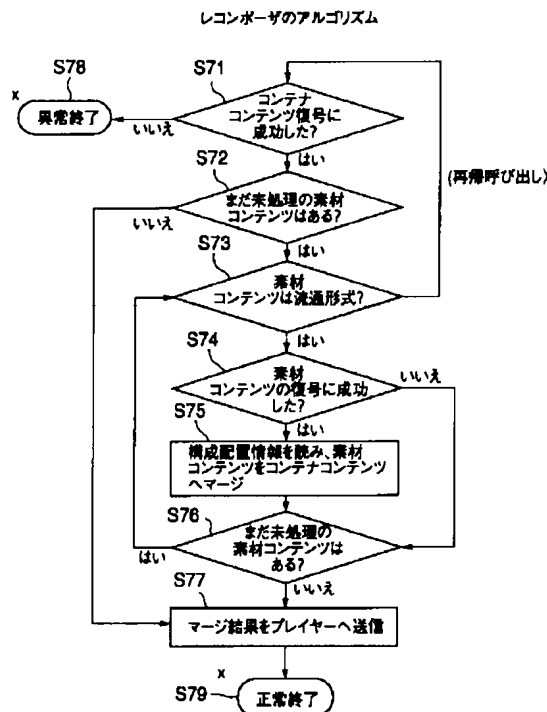 レコンポーザのアルゴリズム
S78
x
異常終了
S71
コンテナ
コンテンツ復号に
成功した?
いいえ
はい
S72
まだ未処理の素材
コンテンツはある?
いいえ
はい
(再帰呼び出し)
S73
素材
コンテンツは流通形式?
はい
S74
素材
コンテンツの復号に成功
した?
いいえ
はい
S75
構成配置情報を読み、素材
コンテンツをコンテナコンテンツ
へマージ
S76
まだ未処理の
素材コンテンツは
ある?
はい
いいえ
S77
マージ結果をプレイヤーへ送信
x
S79
正常終了